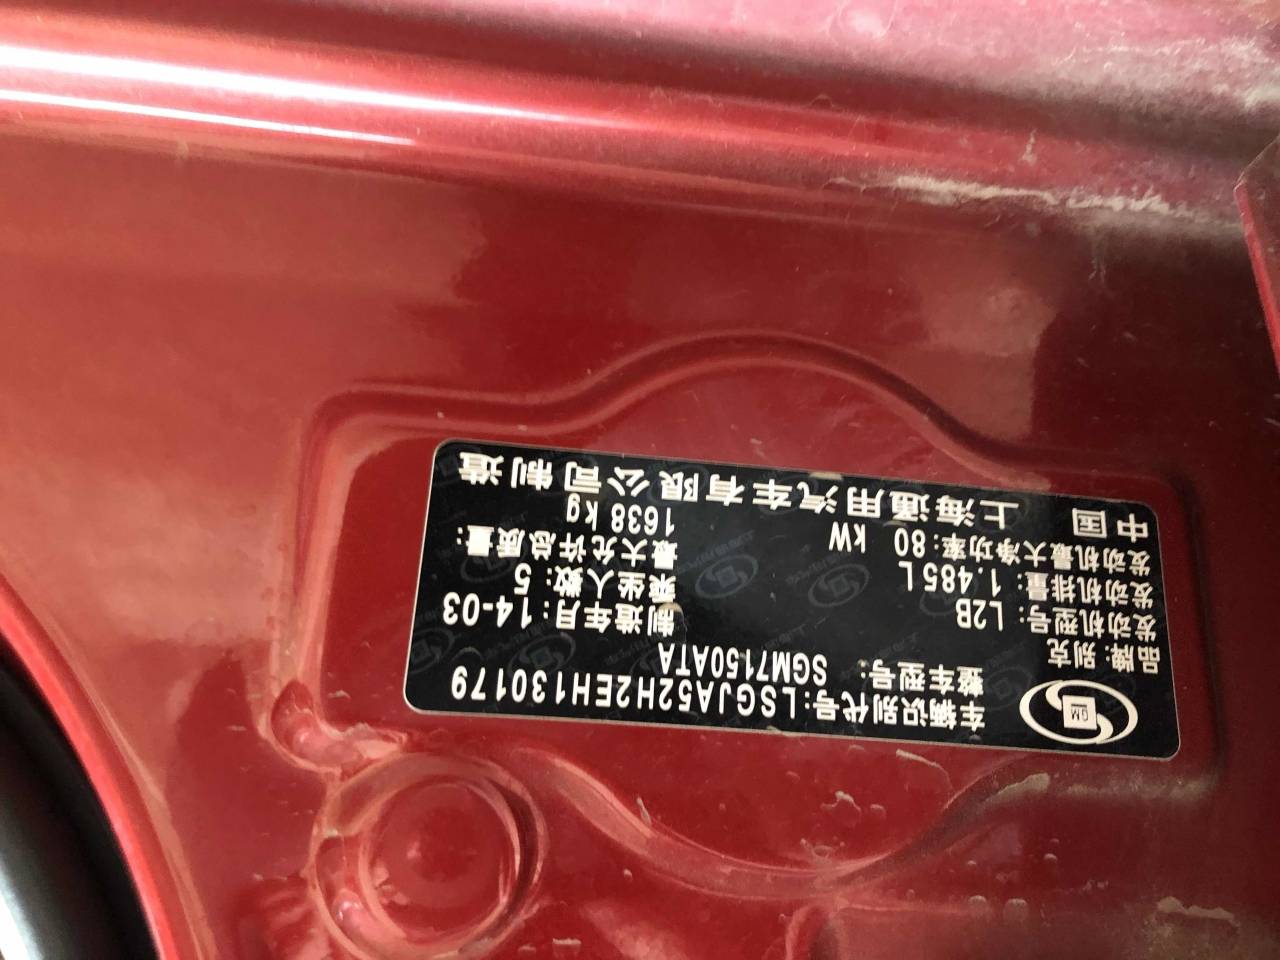 车辆识别代号:LSGJA52H2EH130179
整车型号: SGM7150ATA
GM
品牌: 别克 制造年月:14-03
发动机型号: L2B 乘坐人数: 5
发动机排量: 1.485L 最大允许总质量:
发动机最大净功率:80 kW 1638 kg
中国 上海通用汽车有限公司制造